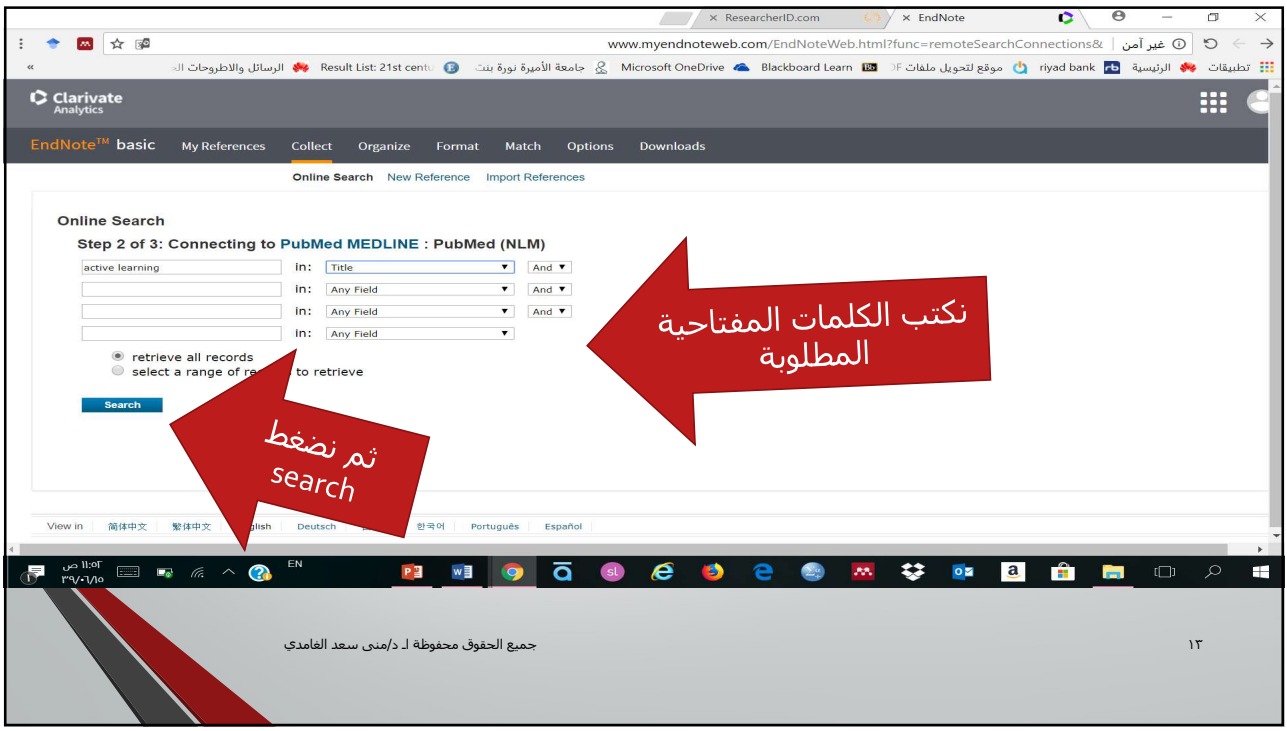 ResearcherID.com
EndNote
www.myendnoteweb.com/EndNoteWeb.html?func=remoteSearchConnections& غير آمن
تطبيقات الرئيسية riyad bank موقع لتحويل ملفات Blackboard Learn Microsoft OneDrive جامعة الأميرة نورة بنت Result List: 21st centu الرسائل والاطروحات
Clarivate
Analytics
EndNote™ basic My References Collect Organize Format Match Options Downloads
Online Search New Reference Import References
Online Search
Step 2 of 3: Connecting to PubMed MEDLINE : PubMed (NLM)
active learning in: Title And
in: Any Field And
in: Any Field And
in: Any Field
retrieve all records
select a range of to retrieve
Search
نكتب الكلمات المفتاحية
المطلوبة
ثم نضغط
search
View in 简体中文 繁体中文 Deutsch 한국어 Português Español
EN
١١:٥٢ ص
٣٩/٠٦/١٥
جميع الحقوق محفوظة لـ د/منى سعد الغامدي
١٣